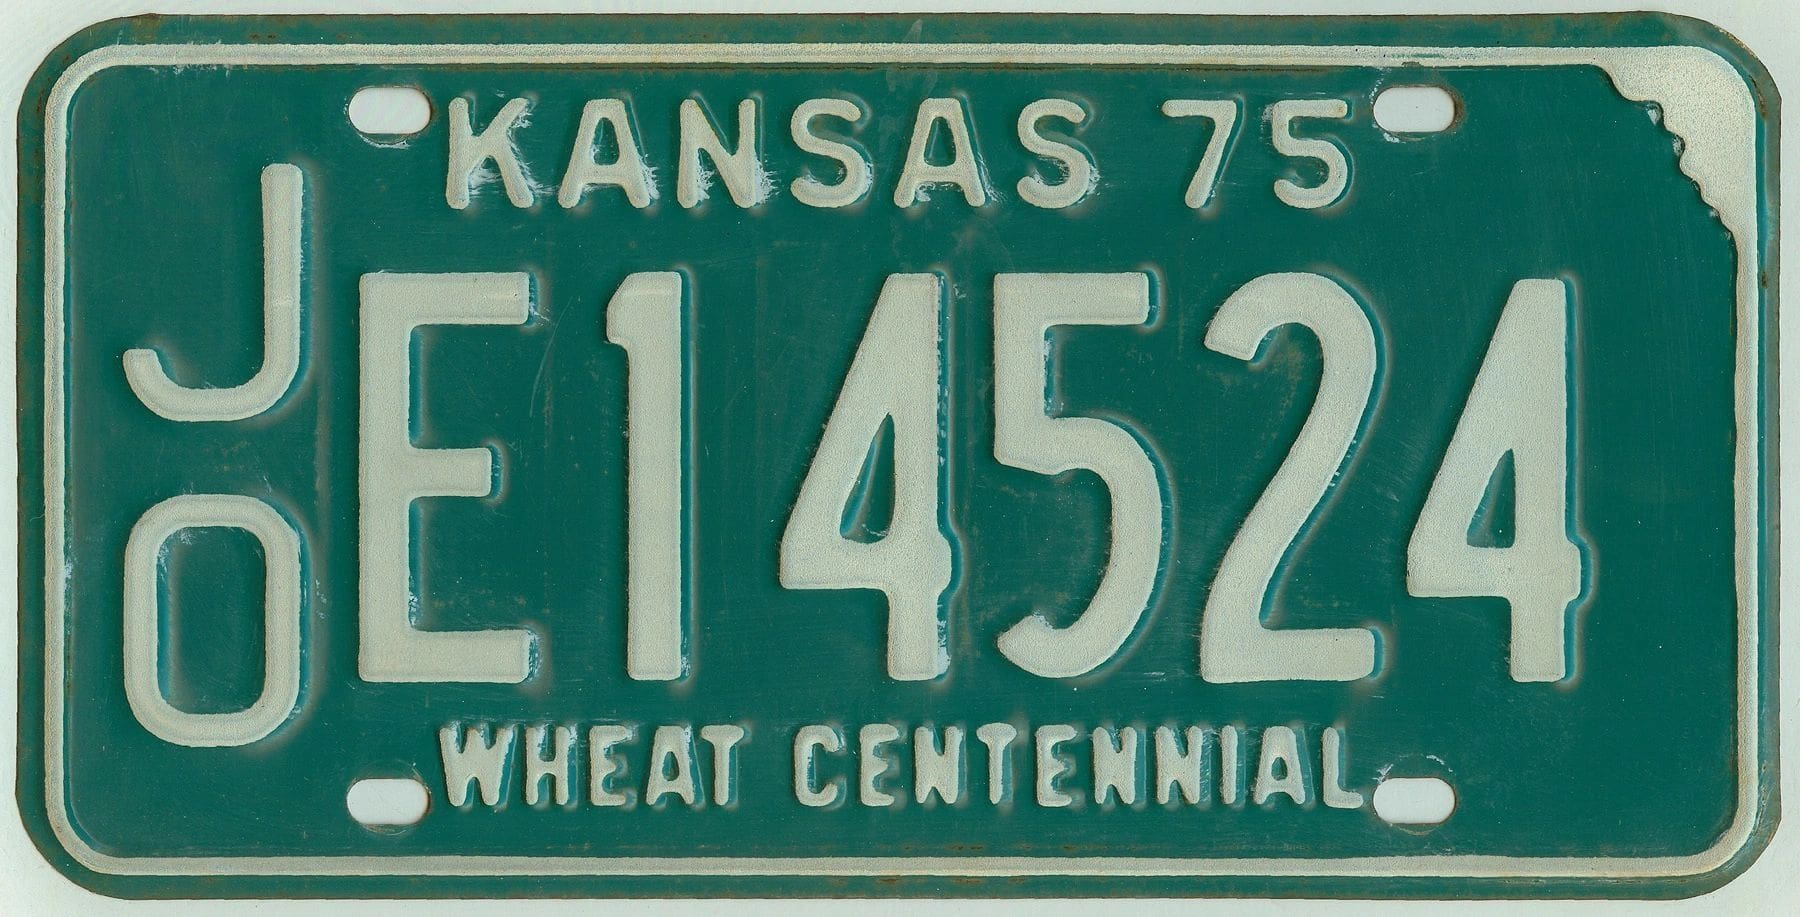 KANSAS 75
JO
E14524
WHEAT CENTENNIAL